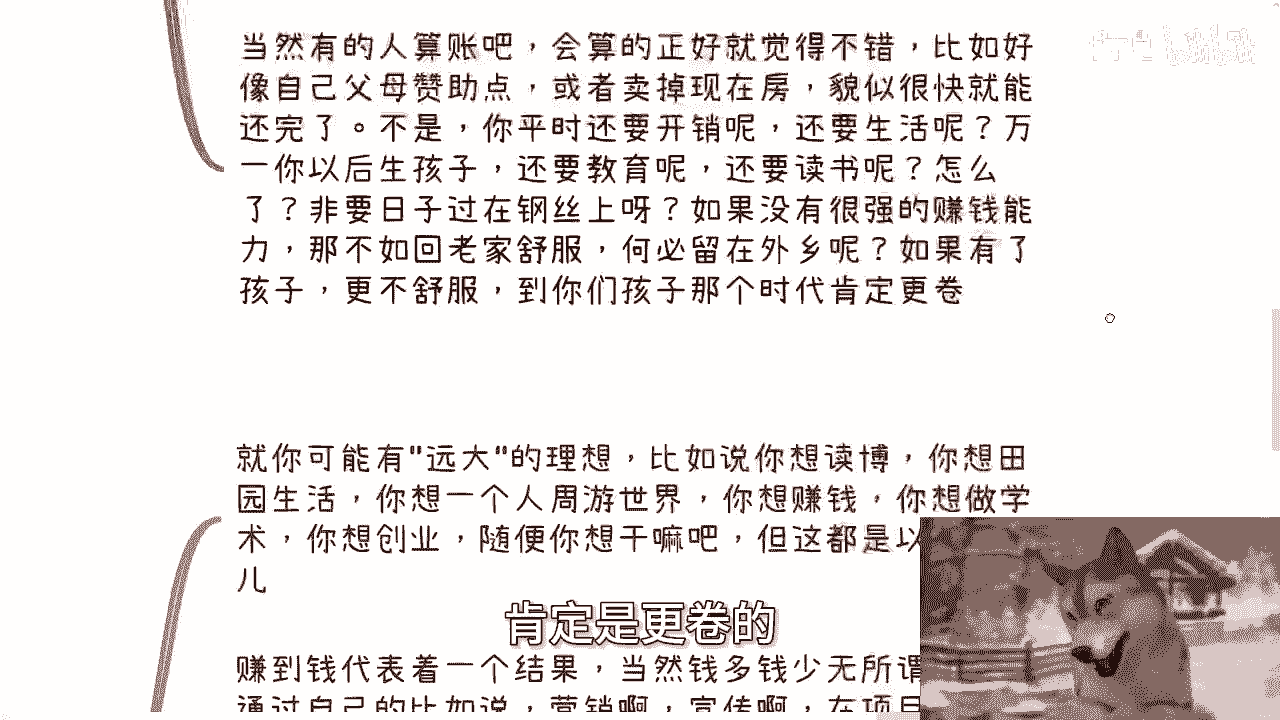 当然有的人算账吧，会算的正好就觉得不错，比如好
像自己父母赞助点，或者卖掉现在房，貌似很快就能
还完了。不是，你平时还要开销呢，还要生活呢？万
一你以后生孩子，还要教育呢，还要读书呢？怎么
了？非要日子过在钢丝上呀？如果没有很强的赚钱能
力，那不如回老家舒服，何必留在外乡呢？如果有了
孩子，更不舒服，到你们孩子那个时代肯定更卷
就你可能有"远大"的理想，比如说你想读博，你想田
园生活，你想一个人周游世界，你想赚钱，你想做学
术，你想创业，随便你想干嘛吧，但这都是以
儿
肯定是更卷的
赚到钱代表着一个结果，当然钱多钱少无所谓
通过自己的比如说，营销啊，宣传啊，在项目